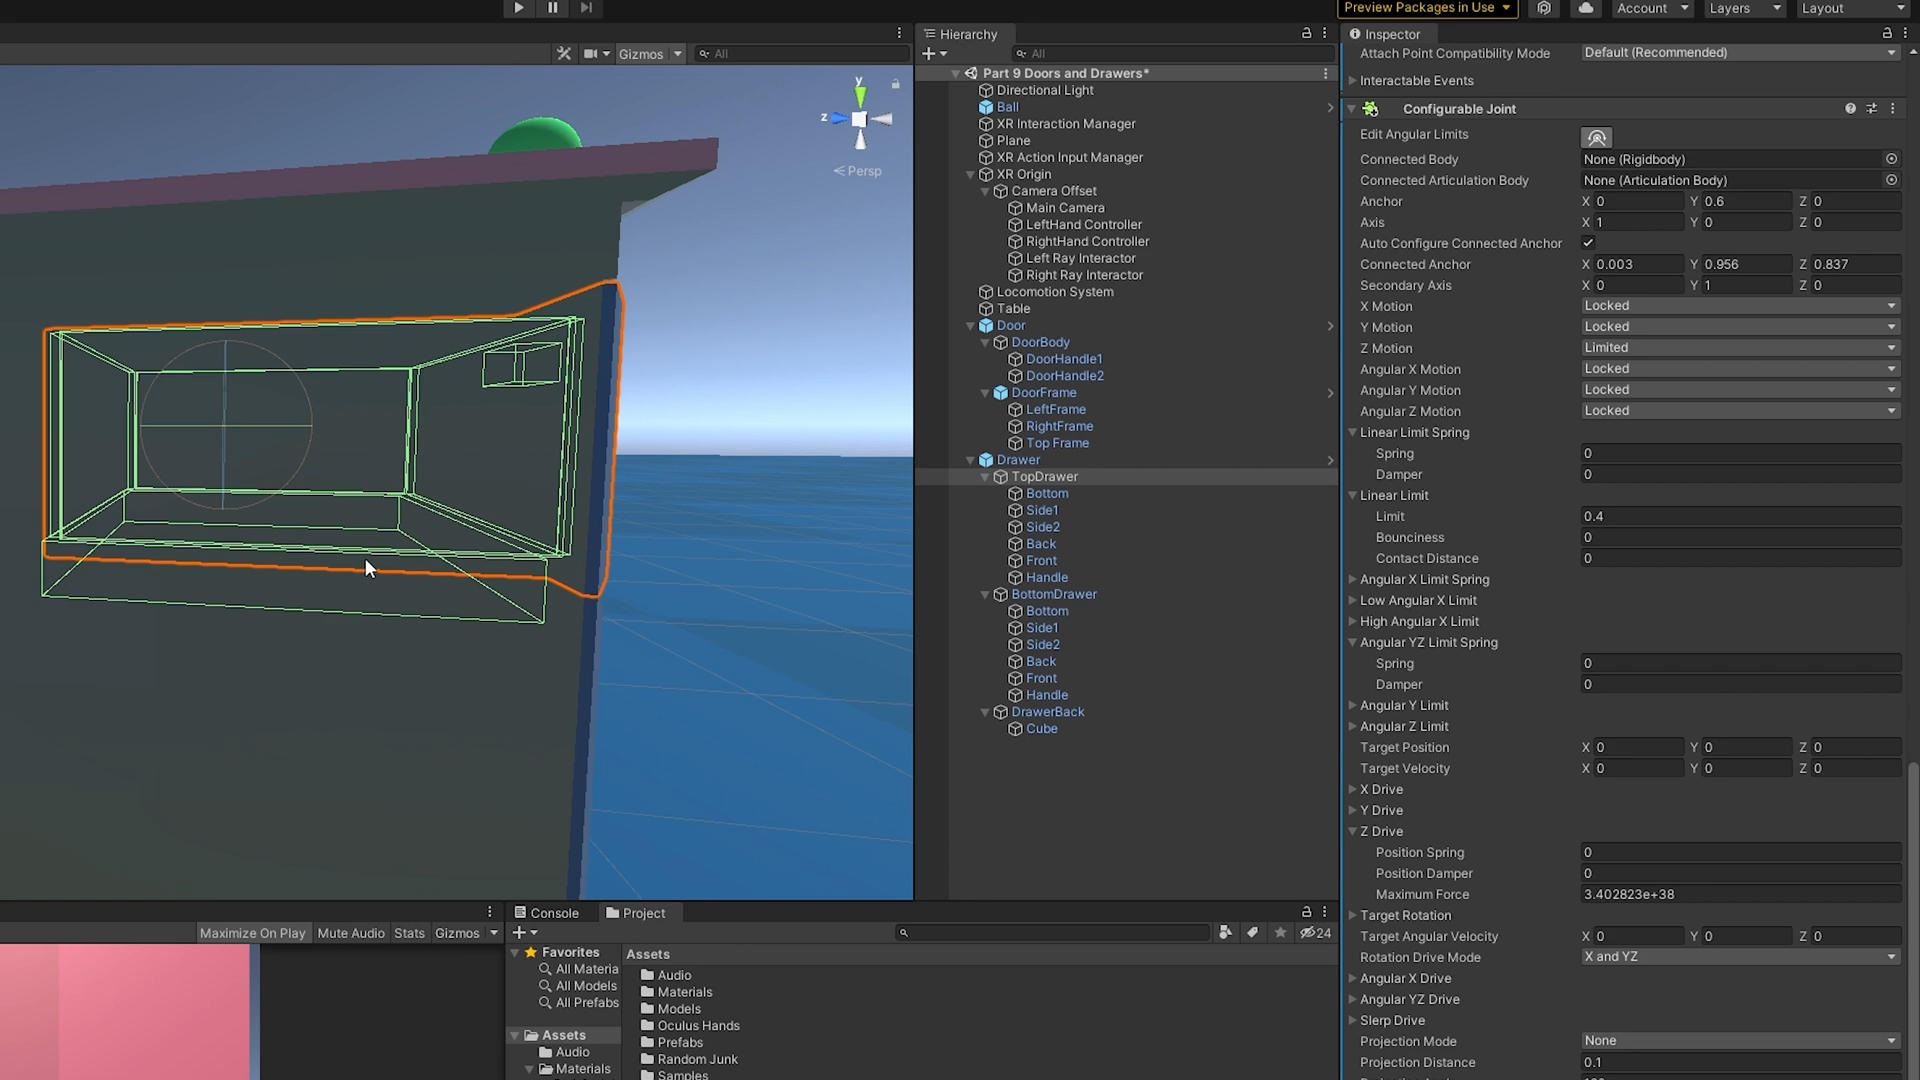 Preview Packages in Use
Account
Layers
Layout
Gizmos
All
y
z
Persp
Hierarchy
All
Part 9 Doors and Drawers*
Directional Light
Ball
XR Interaction Manager
Plane
XR Action Input Manager
XR Origin
Camera Offset
Main Camera
LeftHand Controller
RightHand Controller
Left Ray Interactor
Right Ray Interactor
Locomotion System
Table
Door
DoorBody
DoorHandle1
DoorHandle2
DoorFrame
LeftFrame
RightFrame
Top Frame
Drawer
TopDrawer
Bottom
Side1
Side2
Back
Front
Handle
BottomDrawer
Bottom
Side1
Side2
Back
Front
Handle
DrawerBack
Cube
Inspector
Attach Point Compatibility Mode Default (Recommended)
Interactable Events
Configurable Joint
Edit Angular Limits
Connected Body None (Rigidbody)
Connected Articulation Body None (Articulation Body)
Anchor X 0 Y 0.6 Z 0
Axis X 1 Y 0 Z 0
Auto Configure Connected Anchor
Connected Anchor X 0.003 Y 0.956 Z 0.837
Secondary Axis X 0 Y 1 Z 0
X Motion Locked
Y Motion Locked
Z Motion Limited
Angular X Motion Locked
Angular Y Motion Locked
Angular Z Motion Locked
Linear Limit Spring
Spring 0
Damper 0
Linear Limit
Limit 0.4
Bounciness 0
Contact Distance 0
Angular X Limit Spring
Low Angular X Limit
High Angular X Limit
Angular YZ Limit Spring
Spring 0
Damper 0
Angular Y Limit
Angular Z Limit
Target Position X 0 Y 0 Z 0
Target Velocity X 0 Y 0 Z 0
X Drive
Y Drive
Z Drive
Position Spring 0
Position Damper 0
Maximum Force 3.402823e+38
Target Rotation
Target Angular Velocity X 0 Y 0 Z 0
Rotation Drive Mode X and YZ
Angular X Drive
Angular YZ Drive
Slerp Drive
Projection Mode None
Projection Distance 0.1
Maximize On Play Mute Audio Stats Gizmos
Console Project
24
Favorites
All Materia
All Models
All Prefabs
Assets
Audio
Materials
Assets
Audio
Materials
Models
Oculus Hands
Prefabs
Random Junk
Samples